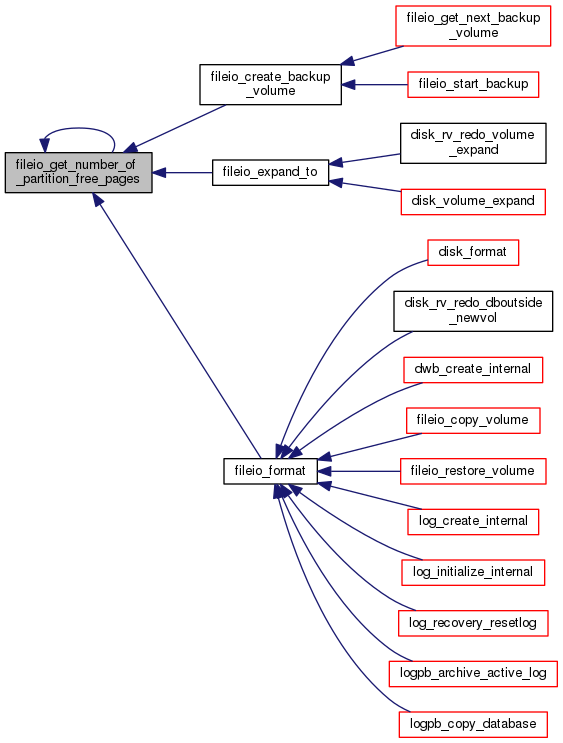 fileio_get_number_of
_partition_free_pages
fileio_create_backup
_volume
fileio_get_next_backup
_volume
fileio_start_backup
fileio_expand_to
disk_rv_redo_volume
_expand
disk_volume_expand
fileio_format
disk_format
disk_rv_redo_dboutside
_newvol
dwb_create_internal
fileio_copy_volume
fileio_restore_volume
log_create_internal
log_initialize_internal
log_recovery_resetlog
logpb_archive_active_log
logpb_copy_database